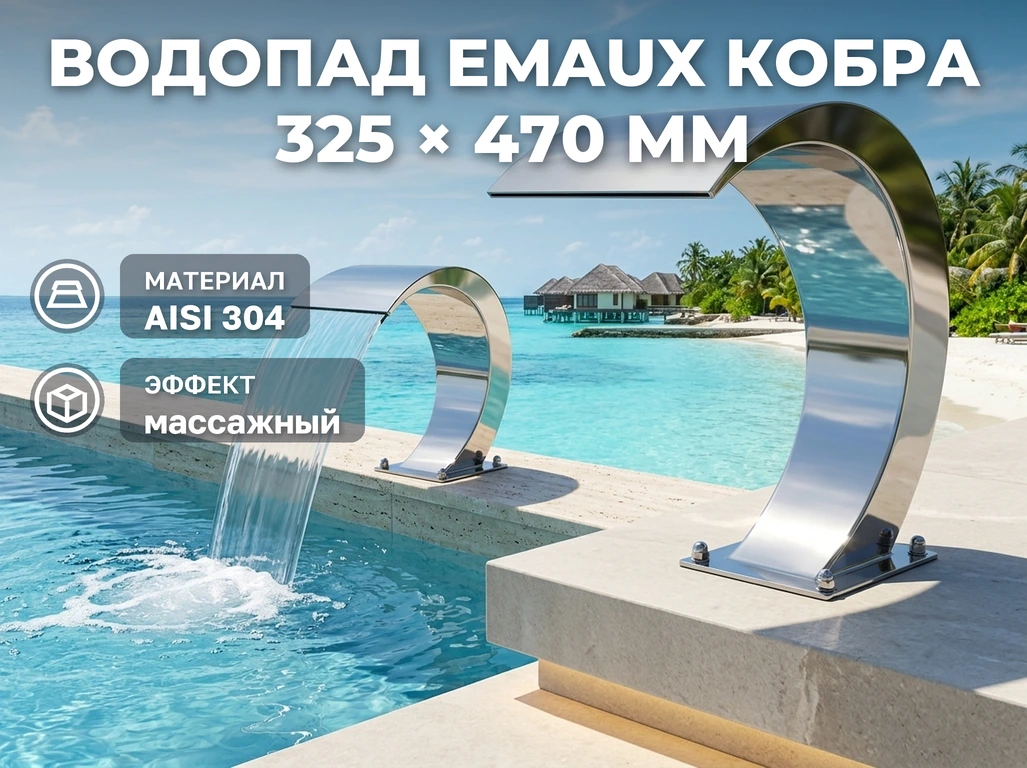 ВОДОПАД EMAUX КОБРА
325 × 470 ММ
МАТЕРИАЛ
AISI 304
ЭФФЕКТ
массажный